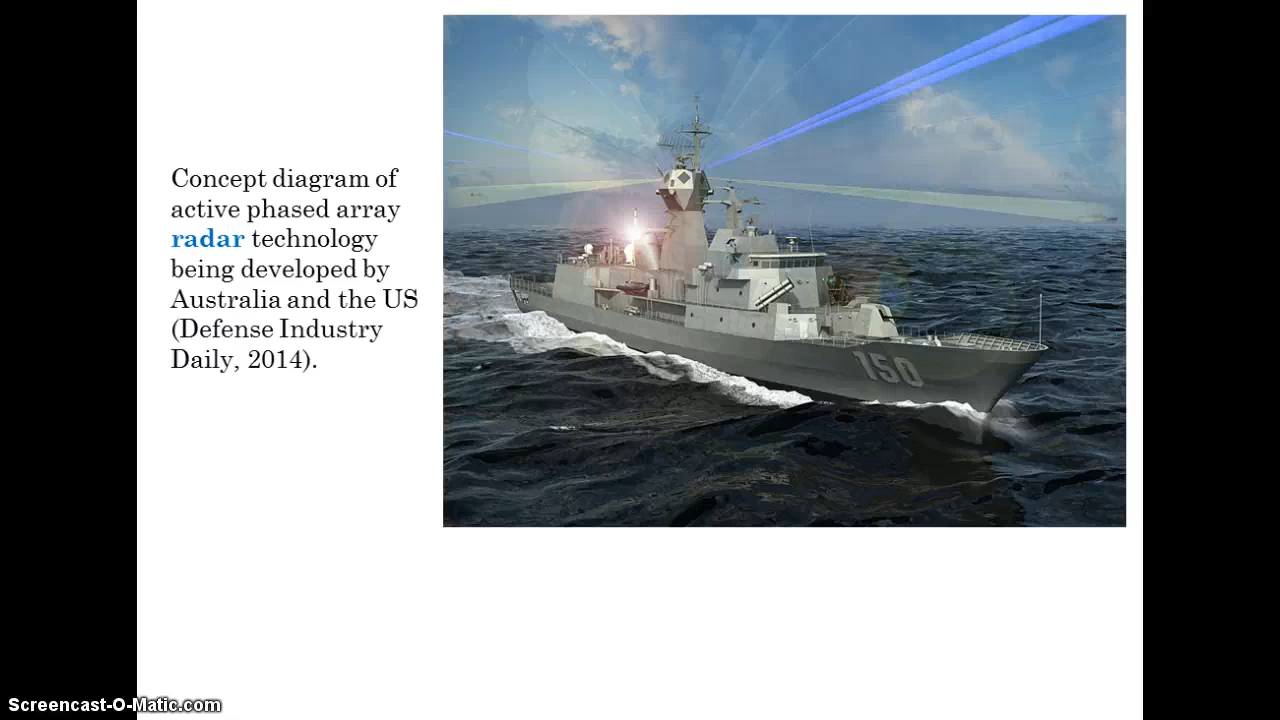 Concept diagram of
active phased array
radar technology
being developed by
Australia and the US
(Defense Industry
Daily, 2014).
150
Screencast-O-Matic.com